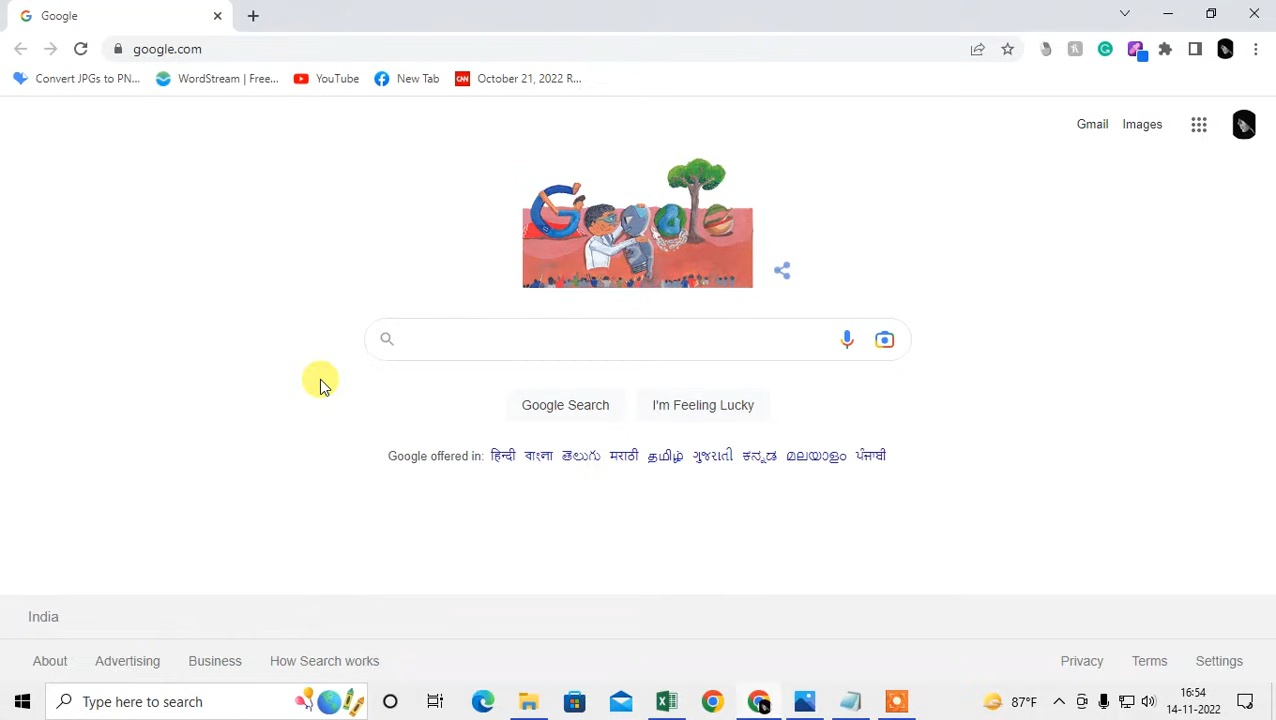 Google
google.com
Convert JPGs to PN... WordStream | Free... YouTube New Tab CNN October 21, 2022 R...
Gmail Images
Google Search I'm Feeling Lucky
Google offered in: हिन्दी বাংলা తెలుగు मराठी தமிழ் ગુજરાતી ಕನ್ನಡ മലയാളം ਪੰਜਾਬੀ
India
About Advertising Business How Search works Privacy Terms Settings
Type here to search 87°F 16:54
14-11-2022